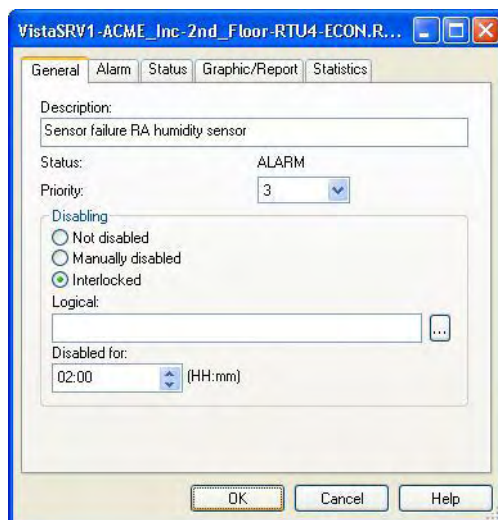 VistaSRV1-ACME_Inc-2nd_Floor-RTU4-ECON.R...
General Alarm Status Graphic/Report Statistics
Description:
Sensor failure RA humidity sensor
Status: ALARM
Priority: 3
Disabling
Not disabled
Manually disabled
Interlocked
Logical:
...
Disabled for:
02:00 (HH:mm)
OK Cancel Help